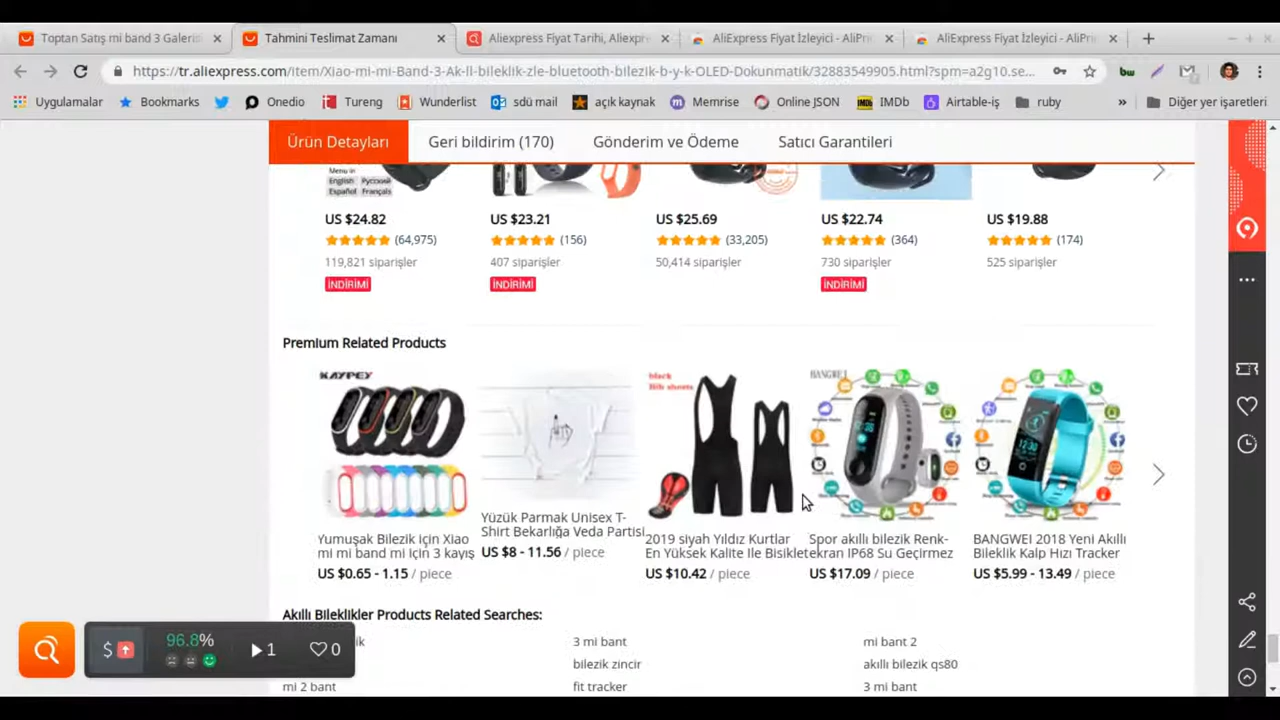 Toptan Satış mi band 3 Galeris
Tahmini Teslimat Zamanı
Aliexpress Fiyat Tarihi, Aliexpr
AliExpress Fiyat İzleyici - AliPri
AliExpress Fiyat İzleyici - AliPri
https://tr.aliexpress.com/item/Xiao-mi-mi-Band-3-Ak-ll-bileklik-zle-bluetooth-bilezik-b-y-k-OLED-Dokunmatik/32883549905.html?spm=a2g10.se...
Uygulamalar
Bookmarks
Onedio
Tureng
Wunderlist
sdü mail
açık kaynak
Memrise
Online JSON
IMDb
Airtable-iş
ruby
»
Diğer yer işaretleri
Ürün Detayları
Geri bildirim (170)
Gönderim ve Ödeme
Satıcı Garantileri
Menu in
English Русский
Español Français
US $24.82
US $23.21
US $25.69
US $22.74
US $19.88
(64,975)
(156)
(33,205)
(364)
(174)
119,821 siparişler
407 siparişler
50,414 siparişler
730 siparişler
525 siparişler
İNDİRİMİ
İNDİRİMİ
İNDİRİMİ
Premium Related Products
KAYPEY
black
Bib shorts
BANGWEI
Yumuşak Bilezik için Xiao
mi mi band mi için 3 kayış
US $0.65 - 1.15 / piece
Yüzük Parmak Unisex T-
Shirt Bekarlığa Veda Partisi
US $8 - 11.56 / piece
2019 siyah Yıldız Kurtlar
En Yüksek Kalite Ile Bisiklet
US $10.42 / piece
Spor akıllı bilezik Renk-
ekran IP68 Su Geçirmez
US $17.09 / piece
BANGWEI 2018 Yeni Akıllı
Bileklik Kalp Hızı Tracker
US $5.99 - 13.49 / piece
Akıllı Bileklikler Products Related Searches:
3 mi bant
mi bant 2
bilezik zincir
akıllı bilezik qs80
mi 2 bant
fit tracker
3 mi bant
$
96.8%
1
0